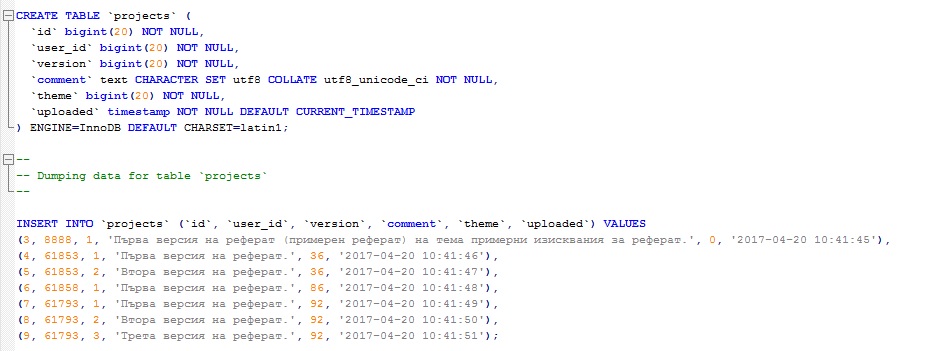 CREATE TABLE `projects` (
`id` bigint(20) NOT NULL,
`user_id` bigint(20) NOT NULL,
`version` bigint(20) NOT NULL,
`comment` text CHARACTER SET utf8 COLLATE utf8_unicode_ci NOT NULL,
`theme` bigint(20) NOT NULL,
`uploaded` timestamp NOT NULL DEFAULT CURRENT_TIMESTAMP
) ENGINE=InnoDB DEFAULT CHARSET=latin1;
--
-- Dumping data for table `projects`
--
INSERT INTO `projects` (`id`, `user_id`, `version`, `comment`, `theme`, `uploaded`) VALUES
(3, 8888, 1, 'Първа версия на реферат (примерен реферат) на тема примерни изисквания за реферат.', 0, '2017-04-20 10:41:45'),
(4, 61853, 1, 'Първа версия на реферат.', 36, '2017-04-20 10:41:46'),
(5, 61853, 2, 'Втора версия на реферат.', 36, '2017-04-20 10:41:47'),
(6, 61858, 1, 'Първа версия на реферат.', 86, '2017-04-20 10:41:48'),
(7, 61793, 1, 'Първа версия на реферат.', 92, '2017-04-20 10:41:49'),
(8, 61793, 2, 'Втора версия на реферат.', 92, '2017-04-20 10:41:50'),
(9, 61793, 3, 'Трета версия на реферат.', 92, '2017-04-20 10:41:51');